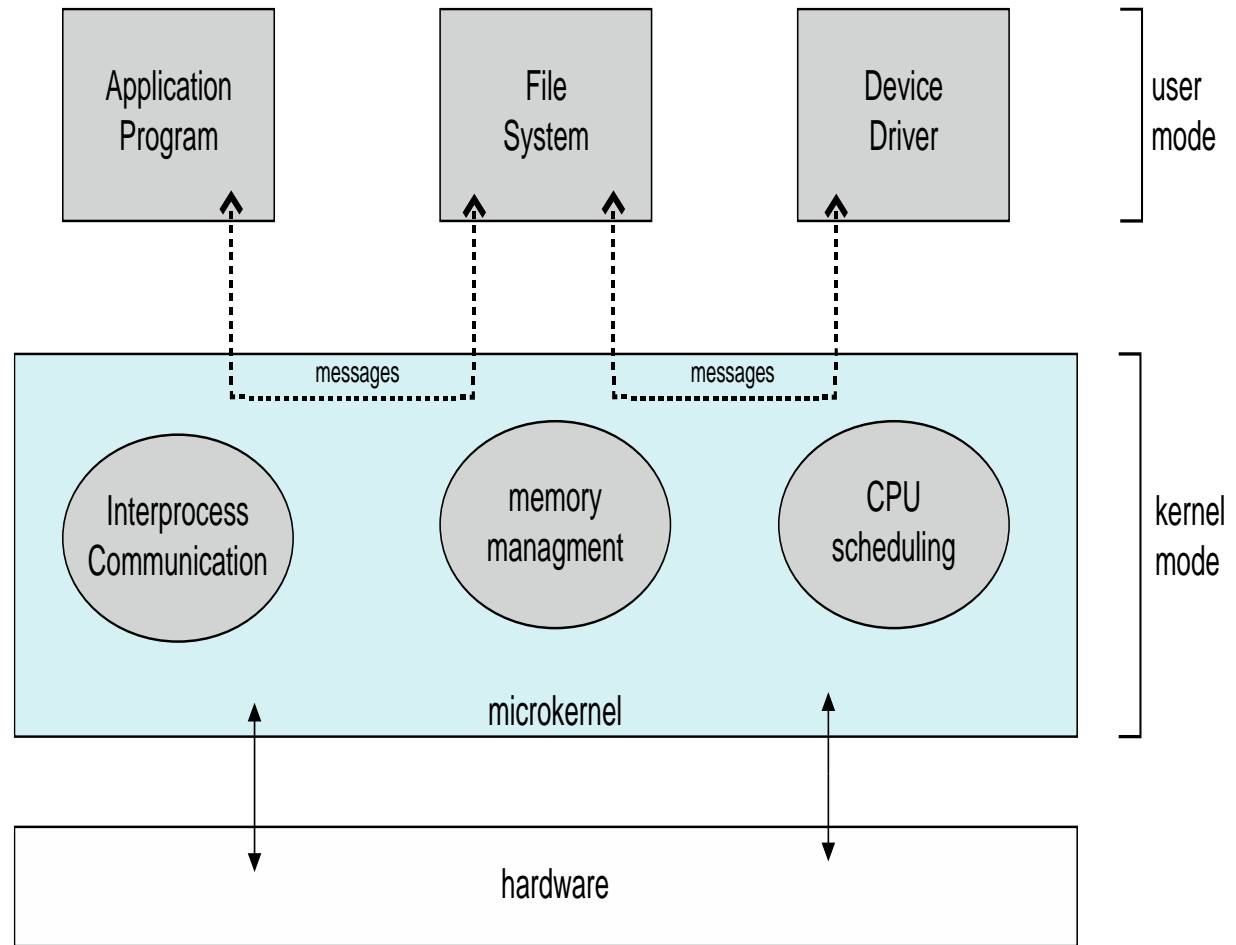 Application
Program
File
System
Device
Driver
user
mode
messages
messages
Interprocess
Communication
memory
managment
CPU
scheduling
kernel
mode
microkernel
hardware